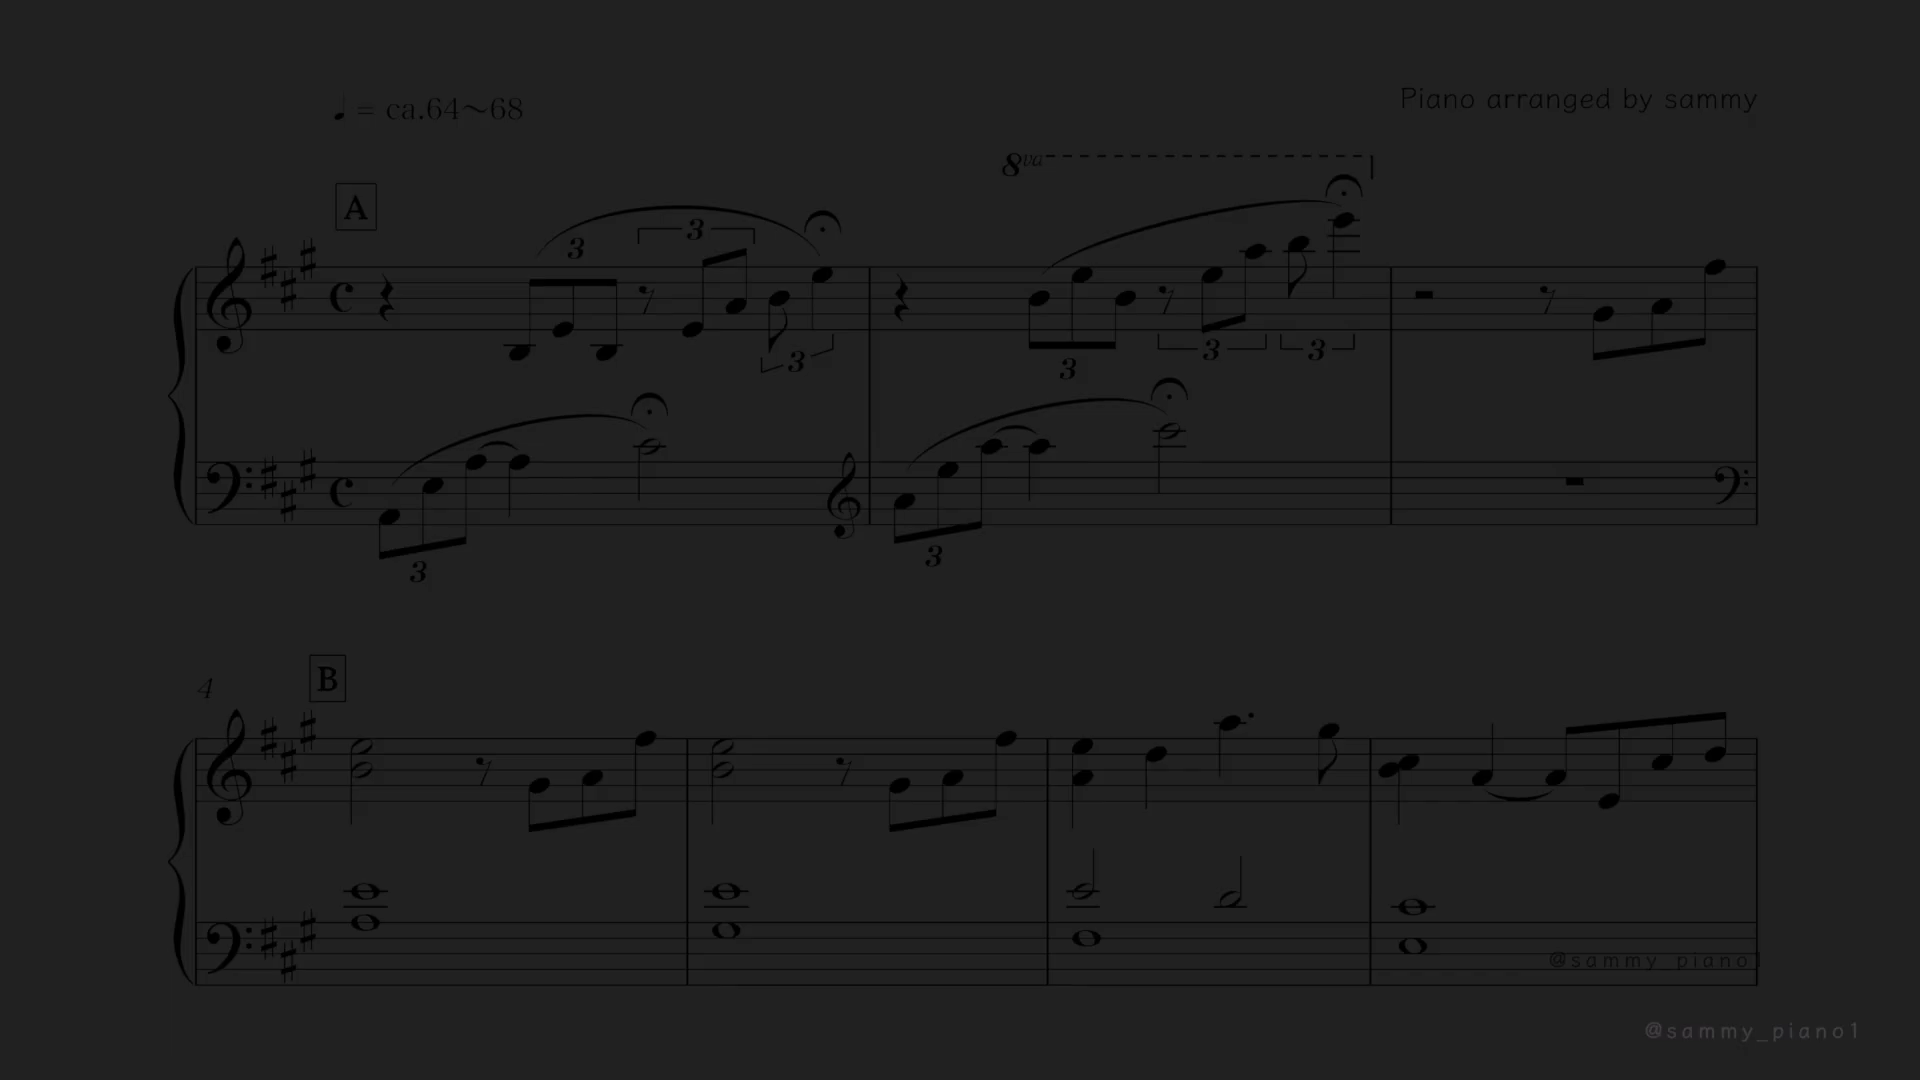 ♩ = ca.64～68
Piano arranged by sammy
8va
A
3
3
3
3
3
3
3
3
4
B
@sammy_piano1
@sammy_piano1